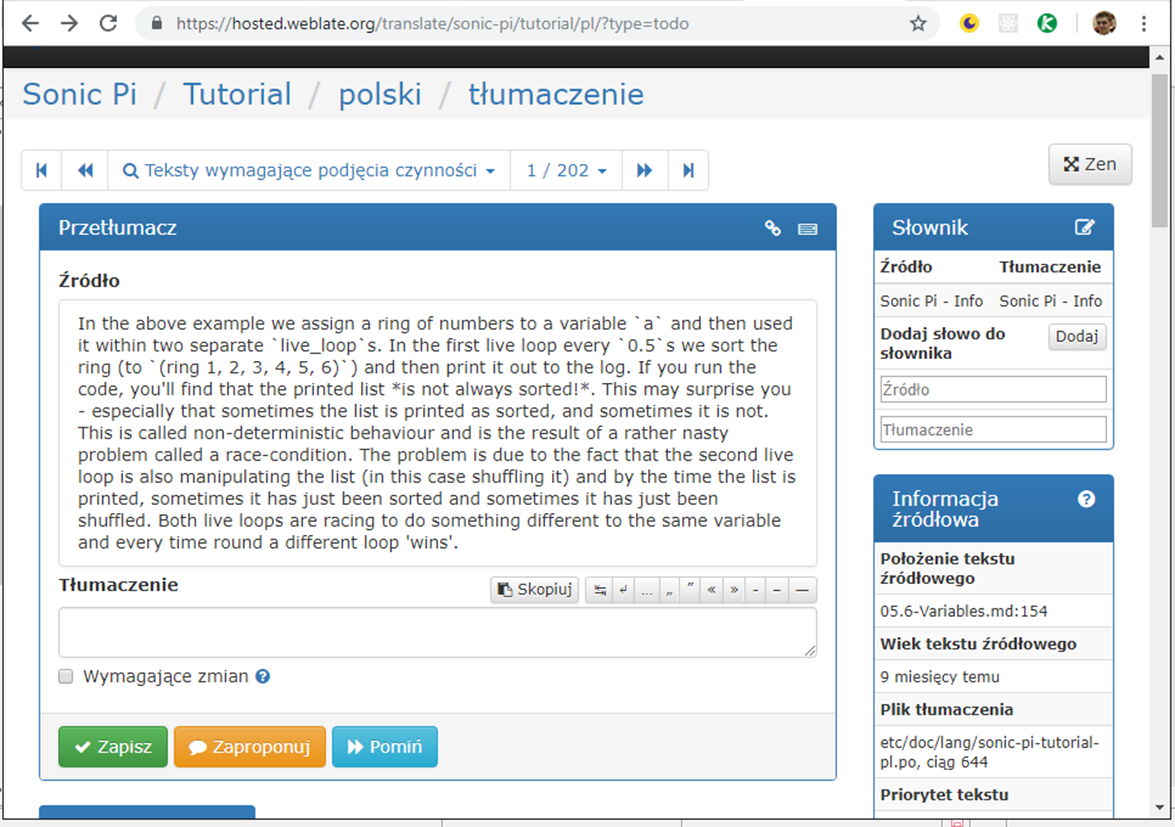 https://hosted.weblate.org/translate/sonic-pi/tutorial/pl/?type=todo
Sonic Pi / Tutorial / polski / tłumaczenie
Teksty wymagające podjęcia czynności 1 / 202
Zen
Przetłumacz
Źródło
In the above example we assign a ring of numbers to a variable `a` and then used
it within two separate `live_loop`s. In the first live loop every `0.5`s we sort the
ring (to `(ring 1, 2, 3, 4, 5, 6)`) and then print it out to the log. If you run the
code, you'll find that the printed list *is not always sorted!*. This may surprise you
- especially that sometimes the list is printed as sorted, and sometimes it is not.
This is called non-deterministic behaviour and is the result of a rather nasty
problem called a race-condition. The problem is due to the fact that the second live
loop is also manipulating the list (in this case shuffling it) and by the time the list is
printed, sometimes it has just been sorted and sometimes it has just been
shuffled. Both live loops are racing to do something different to the same variable
and every time round a different loop 'wins'.
Tłumaczenie
Skopiuj ↹ ↵ … „ ” « » - – —
Wymagające zmian
Zapisz Zaproponuj Pomiń
Słownik
Źródło Tłumaczenie
Sonic Pi - Info Sonic Pi - Info
Dodaj słowo do
słownika
Dodaj
Źródło
Tłumaczenie
Informacja
źródłowa
Położenie tekstu
źródłowego
05.6-Variables.md:154
Wiek tekstu źródłowego
9 miesięcy temu
Plik tłumaczenia
etc/doc/lang/sonic-pi-tutorial-
pl.po, ciąg 644
Priorytet tekstu